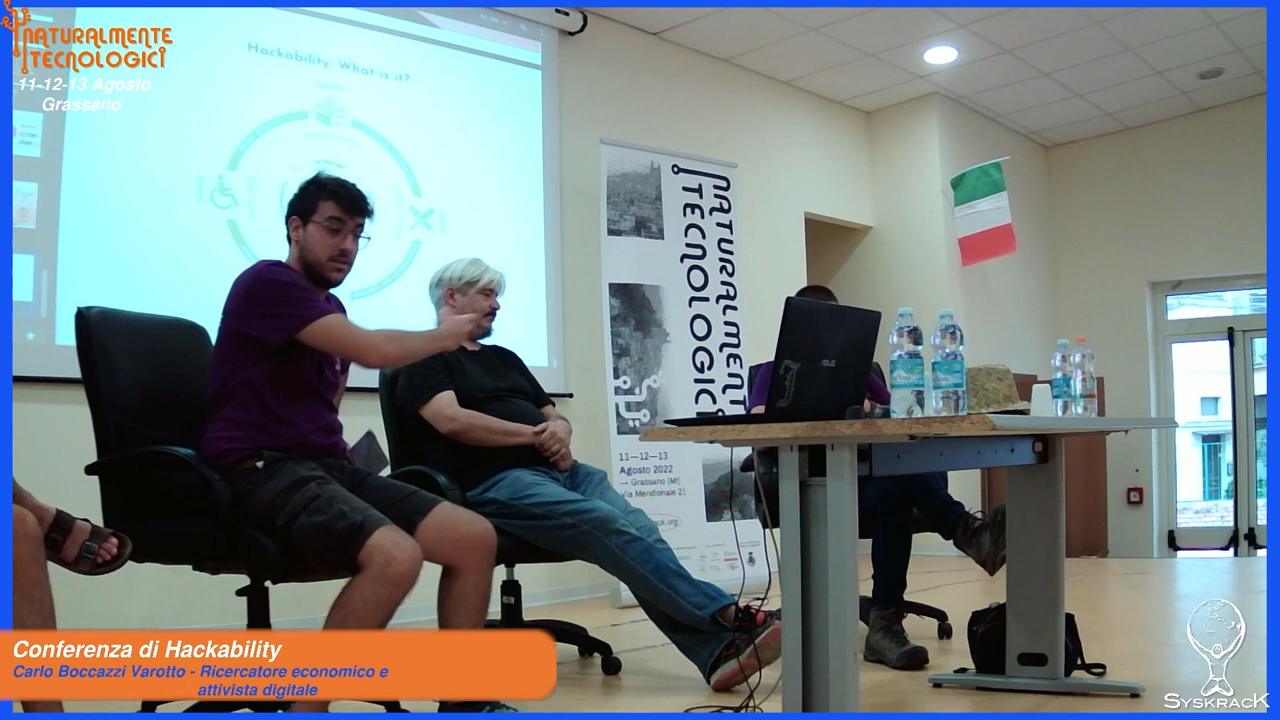 NATURALMENTE
TECNOLOGICI
11-12-13 Agosto
Grassano
Hackability. What is it?
NATURALMENTE
TECNOLOGICI
11—12—13
Agosto 2022
→ Grassano (Mt)
Via Meridionale 21
ASUS
Conferenza di Hackability
Carlo Boccazzi Varotto - Ricercatore economico e
attivista digitale
SYSKRACK